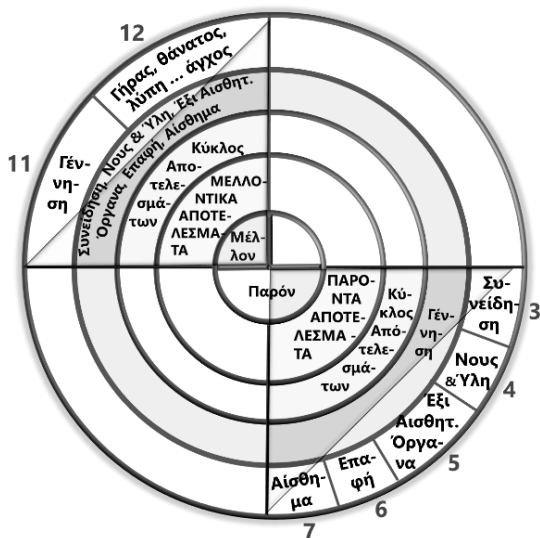 12
Γήρας, θάνατος,
λύπη ... άγχος
11
Γέν-
νη-
ση
Συνείδηση, Νους & Ύλη, Έξι Αισθητ.
Όργανα, Επαφή, Αίσθημα
Κύκλος
Απο-
τελε-
σμά-
των
ΜΕΛΛΟ-
ΝΤΙΚΑ
ΑΠΟΤΕ-
ΛΕΣΜΑ-
ΤΑ
Μέλ-
λον
Παρόν
ΠΑΡΟ-
ΝΤΑ
ΑΠΟΤΕ-
ΛΕΣΜΑ -
ΤΑ
Κύ-
κλος
Από-
τελε-
σμά-
των
Γέν-
νη-
ση
Συ-
νείδη-
ση
3
Νους
&Ύλη
4
Έξι
Αισθητ.
Όργα-
να
5
Επα-
φή
6
Αίσθη-
μα
7